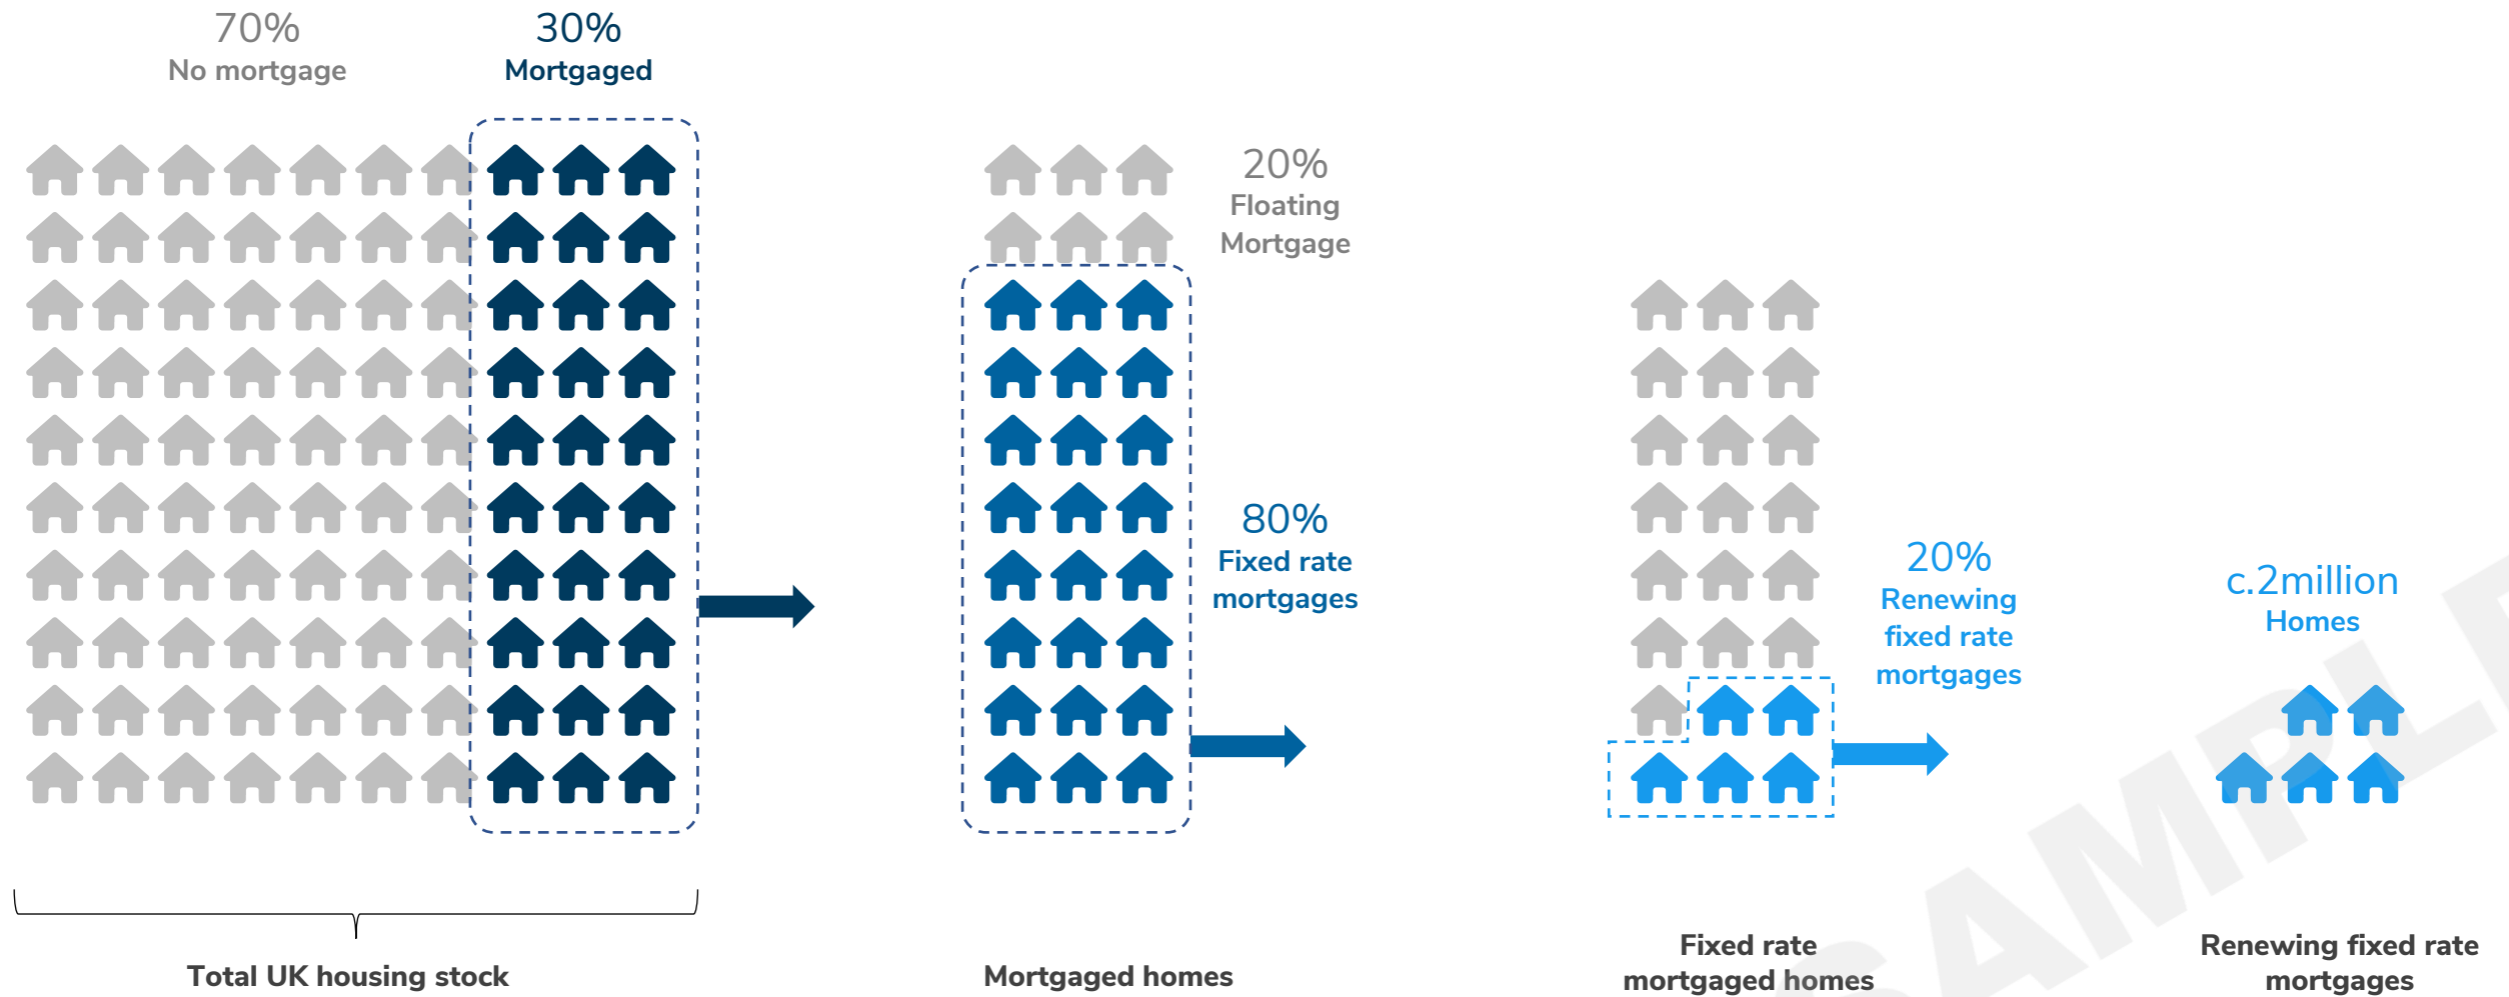 70%
No mortgage
30%
Mortgaged
20%
Floating
Mortgage
80%
Fixed rate
mortgages
20%
Renewing
fixed rate
mortgages
c.2million
Homes
Total UK housing stock
Mortgaged homes
Fixed rate
mortgaged homes
Renewing fixed rate
mortgages
SAMPLE